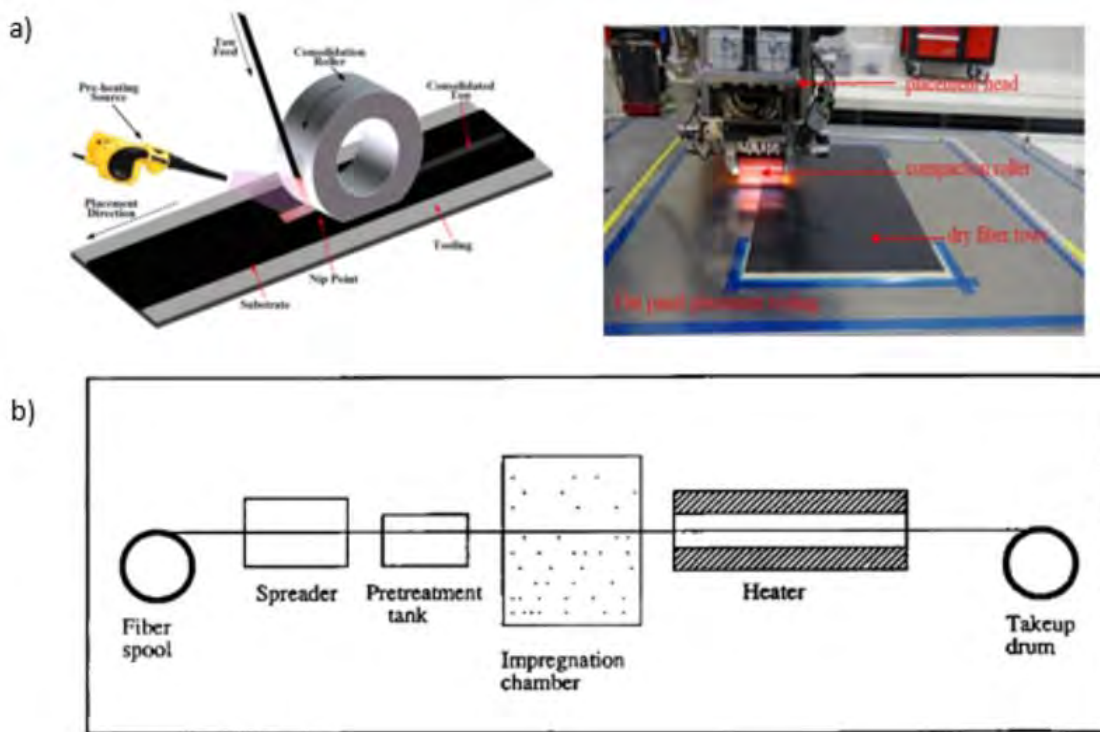 a)
Tow
Feed
Consolidation
Roller
Pre-heating
Source
Consolidated
Tow
Placement
Direction
Tooling
Nip Point
Substrate
placement head
compaction roller
dry fiber tows
panel placement tooling
b)
Fiber
spool
Spreader
Pretreatment
tank
Impregnation
chamber
Heater
Takeup
drum